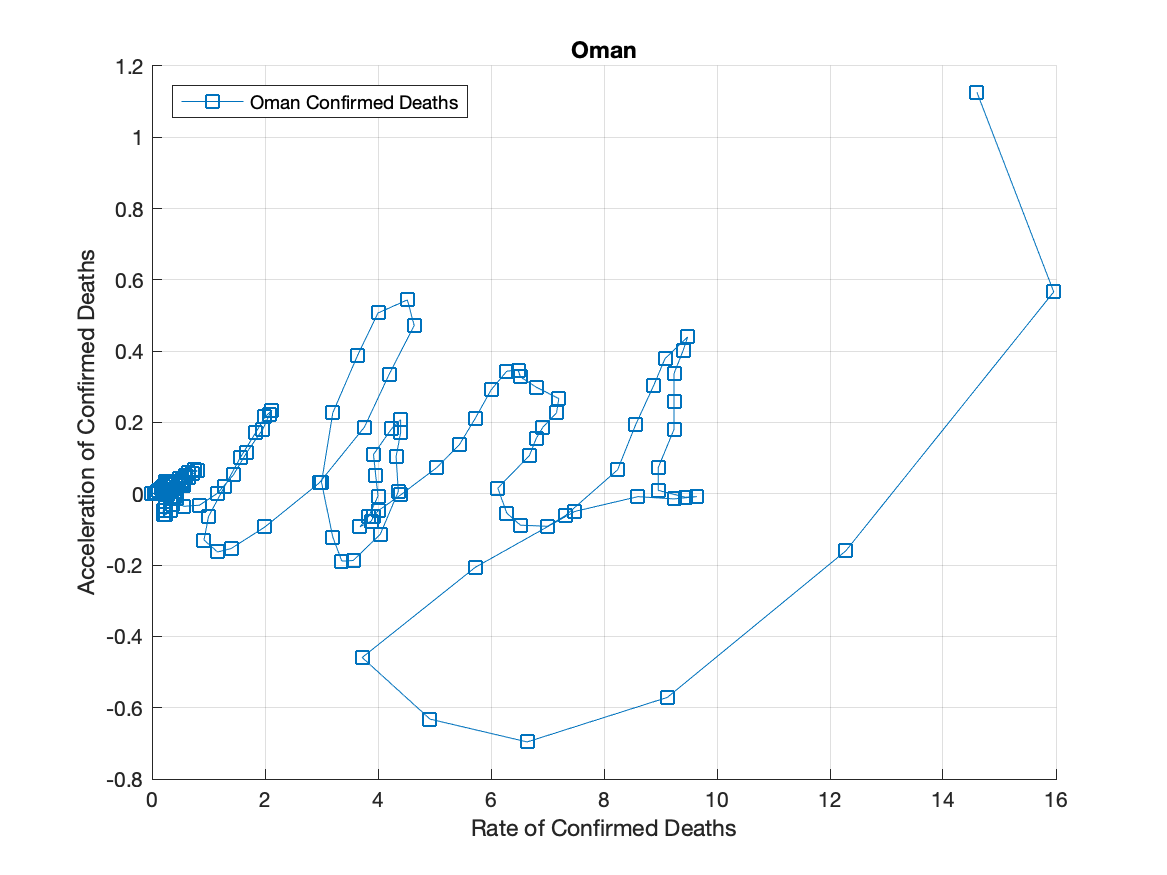 Oman
Oman Confirmed Deaths
1.2
1
0.8
0.6
0.4
0.2
0
-0.2
-0.4
-0.6
-0.8
Acceleration of Confirmed Deaths
0 2 4 6 8 10 12 14 16
Rate of Confirmed Deaths